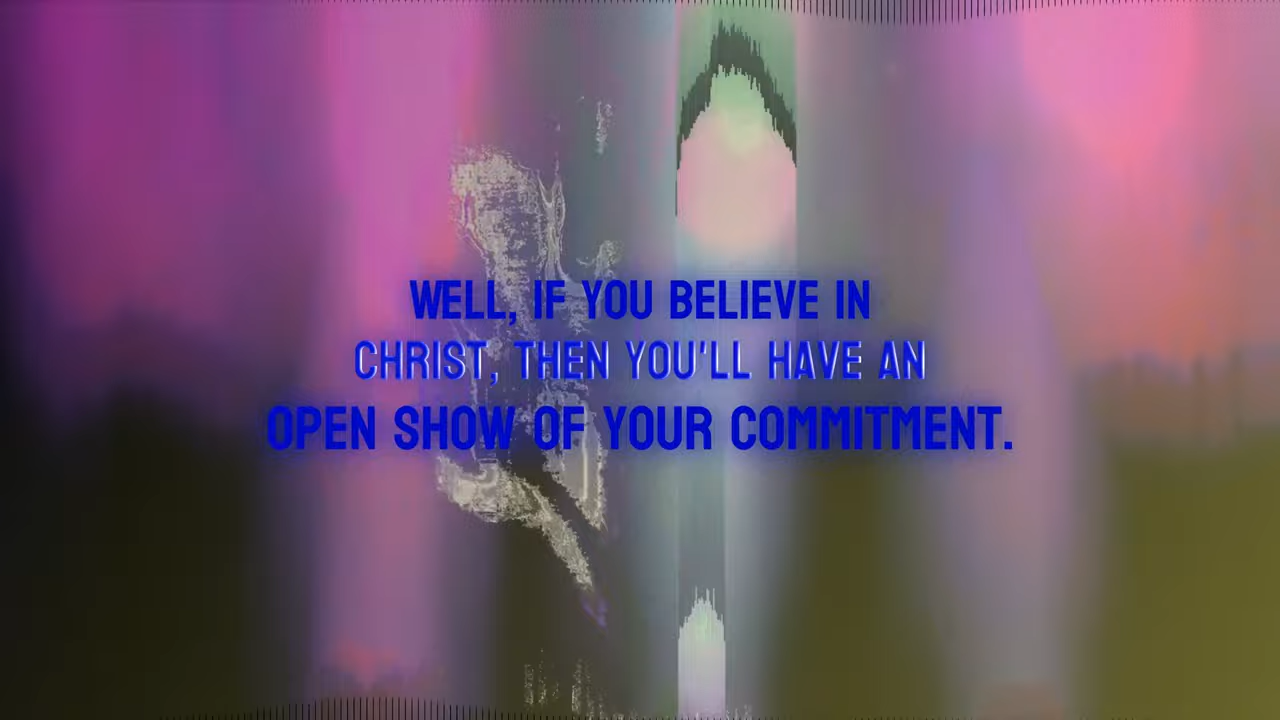 WELL, IF YOU BELIEVE IN
CHRIST, THEN YOU'LL HAVE AN
OPEN SHOW OF YOUR COMMITMENT.